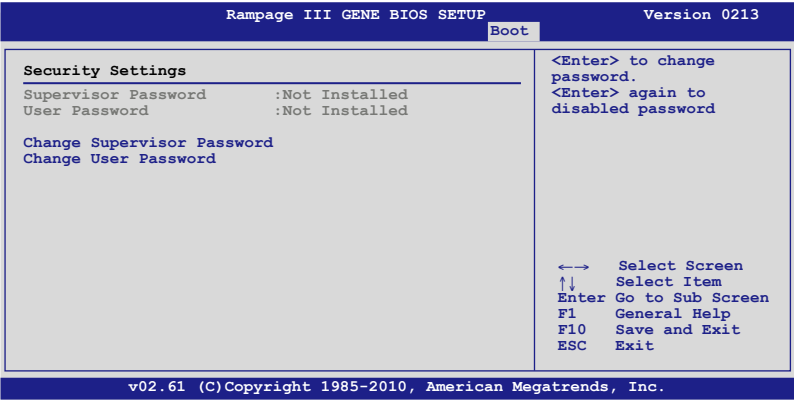 Rampage III GENE BIOS SETUP Version 0213
Boot
Security Settings
Supervisor Password :Not Installed
User Password :Not Installed
Change Supervisor Password
Change User Password
<Enter> to change
password.
<Enter> again to
disabled password
←→ Select Screen
↑↓ Select Item
Enter Go to Sub Screen
F1 General Help
F10 Save and Exit
ESC Exit
v02.61 (C)Copyright 1985-2010, American Megatrends, Inc.